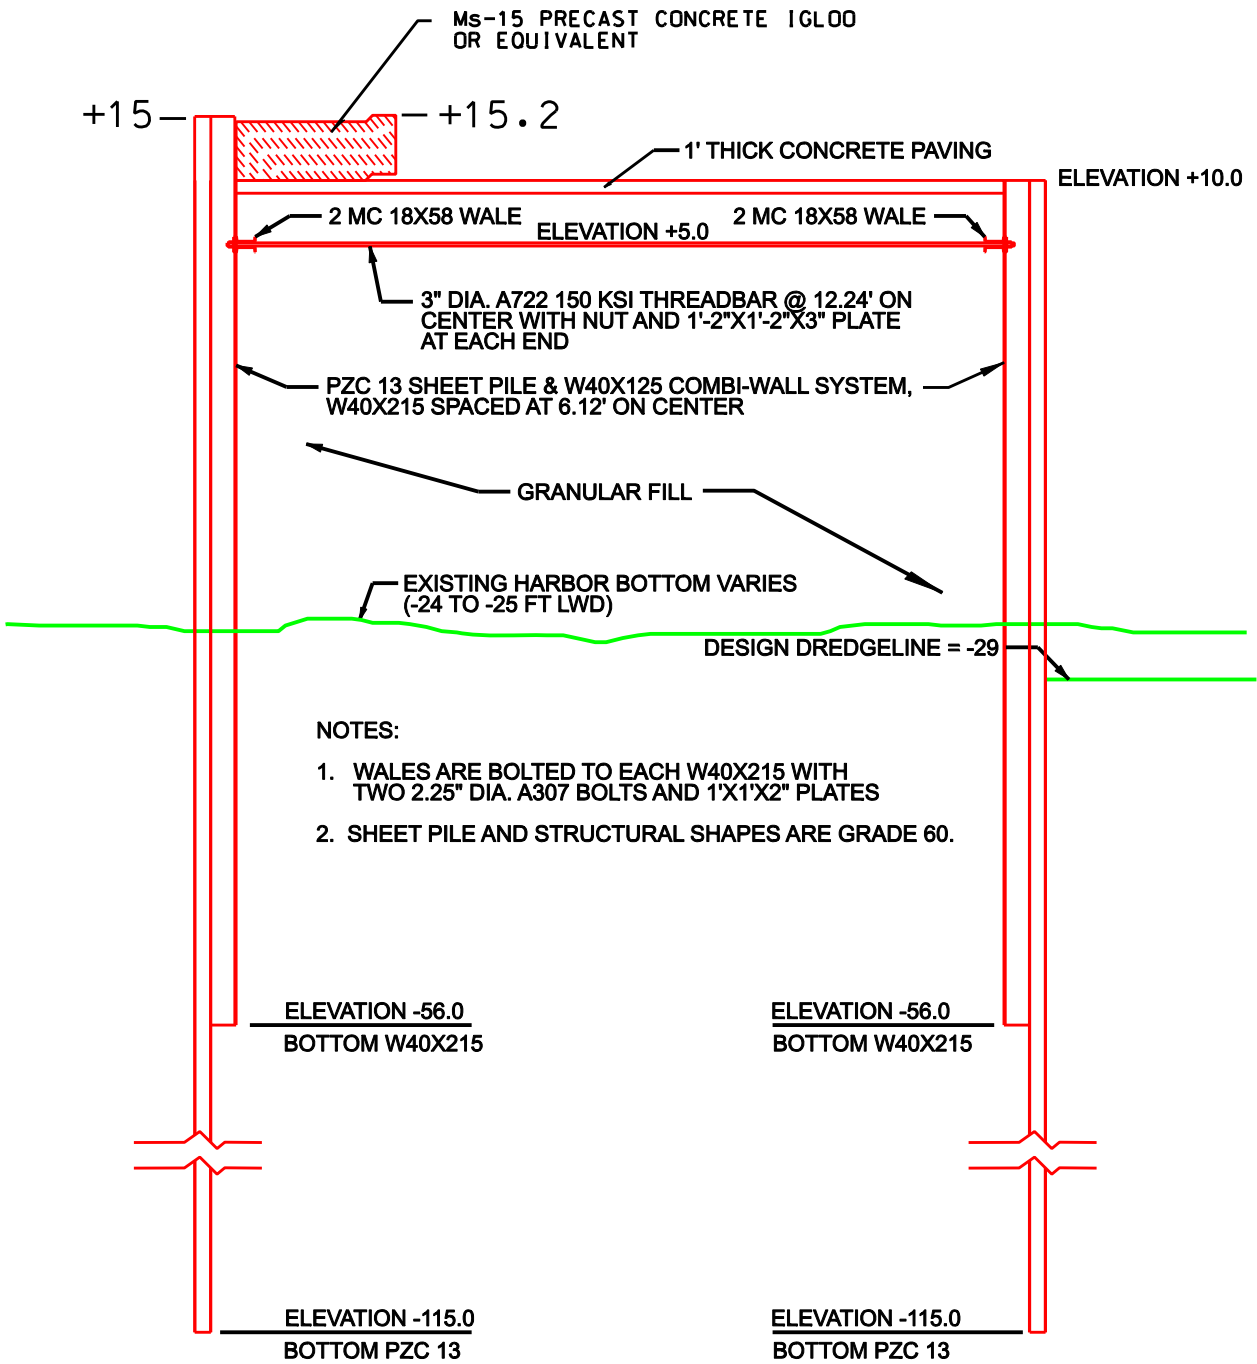 Ms-15 PRECAST CONCRETE IGLOO
OR EQUIVALENT
+15
+15.2
1' THICK CONCRETE PAVING
ELEVATION +10.0
2 MC 18X58 WALE
2 MC 18X58 WALE
ELEVATION +5.0
3" DIA. A722 150 KSI THREADBAR @ 12.24' ON
CENTER WITH NUT AND 1'-2"X1'-2"X3" PLATE
AT EACH END
PZC 13 SHEET PILE & W40X125 COMBI-WALL SYSTEM,
W40X215 SPACED AT 6.12' ON CENTER
GRANULAR FILL
EXISTING HARBOR BOTTOM VARIES
(-24 TO -25 FT LWD)
DESIGN DREDGELINE = -29
NOTES:
1. WALES ARE BOLTED TO EACH W40X215 WITH
TWO 2.25" DIA. A307 BOLTS AND 1'X1'X2" PLATES
2. SHEET PILE AND STRUCTURAL SHAPES ARE GRADE 60.
ELEVATION -56.0
BOTTOM W40X215
ELEVATION -56.0
BOTTOM W40X215
ELEVATION -115.0
BOTTOM PZC 13
ELEVATION -115.0
BOTTOM PZC 13